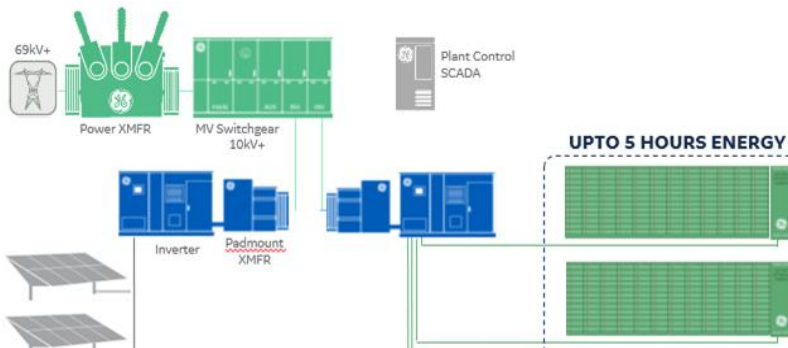 69kV+
Power XMFR
MV Switchgear
10kV+
Plant Control
SCADA
UPTO 5 HOURS ENERGY
Inverter
Padmount
XMFR